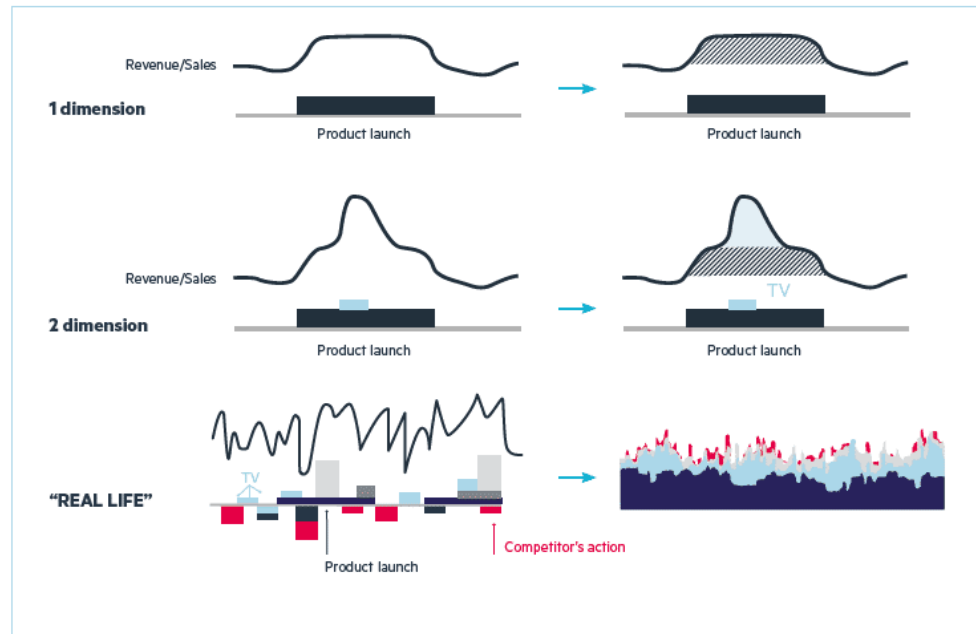 Revenue/Sales
1 dimension
Product launch
Product launch
Revenue/Sales
TV
2 dimension
Product launch
Product launch
TV
“REAL LIFE”
Competitor's action
Product launch